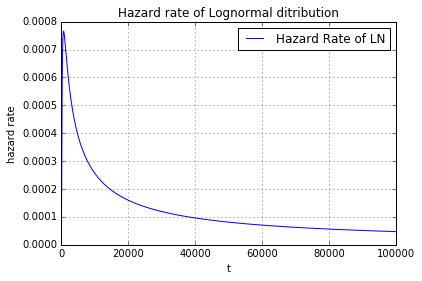 Hazard rate of Lognormal ditribution
Hazard Rate of LN
hazard rate
0.0008
0.0007
0.0006
0.0005
0.0004
0.0003
0.0002
0.0001
0.0000
0 20000 40000 60000 80000 100000
t